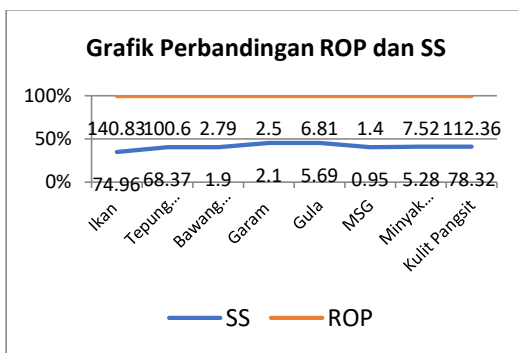 Grafik Perbandingan ROP dan SS
100%
140.83 100.6 2.79 2.5 6.81 1.4 7.52 112.36
50%
0%
74.96 68.37 1.9 2.1 5.69 0.95 5.28 78.32
Ikan
Tepung...
Bawang...
Garam
Gula
MSG
Minyak...
Kulit Pangsit
SS ROP